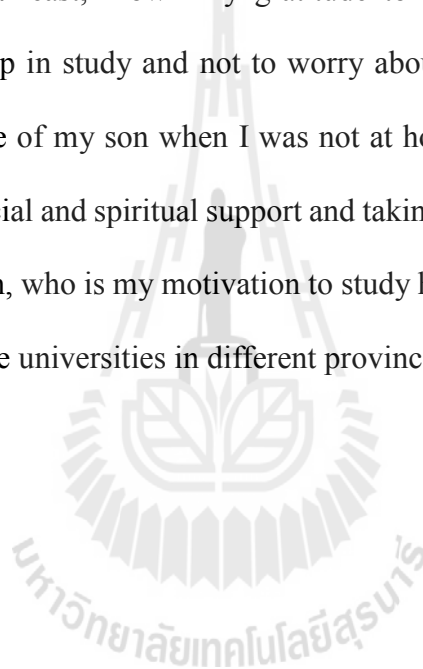 p in study and not to worry abou
e of my son when I was not at ho
cial and spiritual support and takin
n, who is my motivation to study h
e universities in different provinc
มหาวิทยาลัยเทคโนโลยีสุรนารี